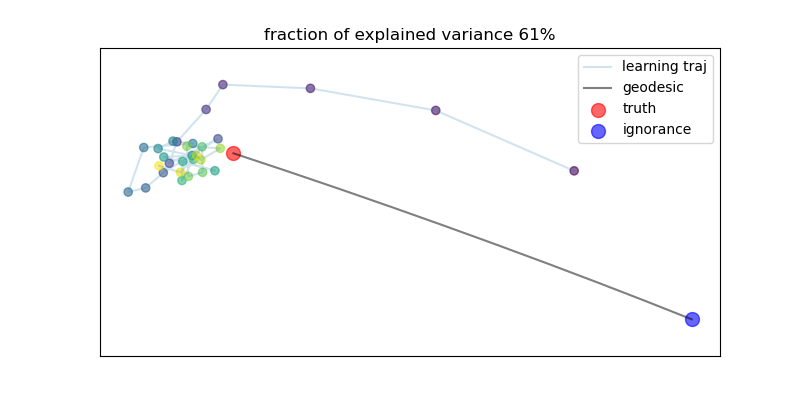 fraction of explained variance 61%
learning traj
geodesic
truth
ignorance